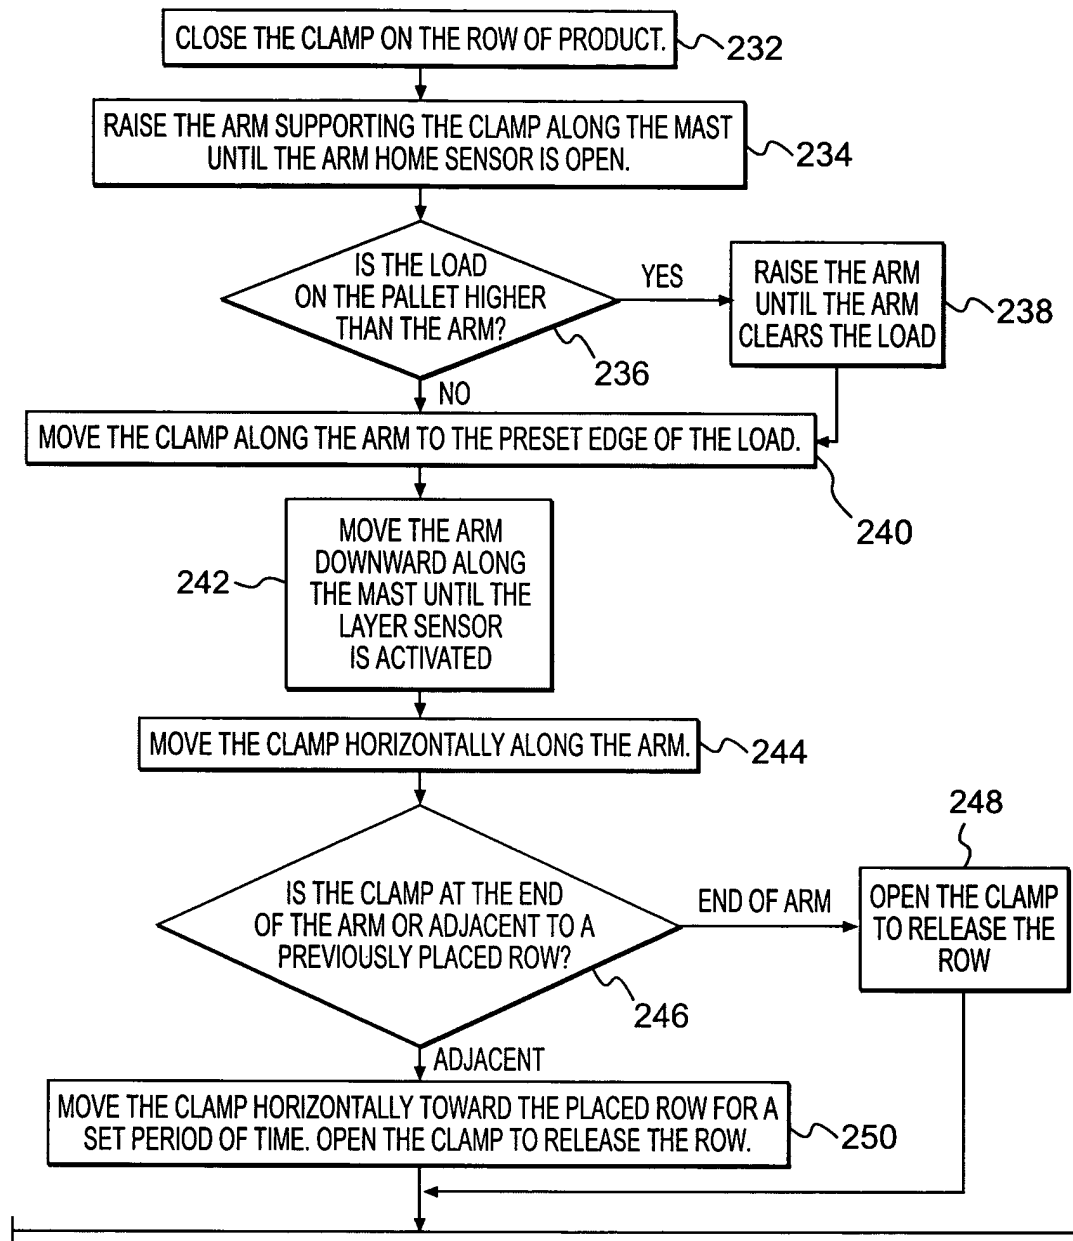 CLOSE THE CLAMP ON THE ROW OF PRODUCT.
232
RAISE THE ARM SUPPORTING THE CLAMP ALONG THE MAST
UNTIL THE ARM HOME SENSOR IS OPEN.
234
IS THE LOAD
ON THE PALLET HIGHER
THAN THE ARM?
236
YES
RAISE THE ARM
UNTIL THE ARM
CLEARS THE LOAD
238
NO
MOVE THE CLAMP ALONG THE ARM TO THE PRESET EDGE OF THE LOAD.
240
MOVE THE ARM
DOWNWARD ALONG
THE MAST UNTIL THE
LAYER SENSOR
IS ACTIVATED
242
MOVE THE CLAMP HORIZONTALLY ALONG THE ARM.
244
IS THE CLAMP AT THE END
OF THE ARM OR ADJACENT TO A
PREVIOUSLY PLACED ROW?
246
END OF ARM
248
OPEN THE CLAMP
TO RELEASE THE
ROW
ADJACENT
MOVE THE CLAMP HORIZONTALLY TOWARD THE PLACED ROW FOR A
SET PERIOD OF TIME. OPEN THE CLAMP TO RELEASE THE ROW.
250